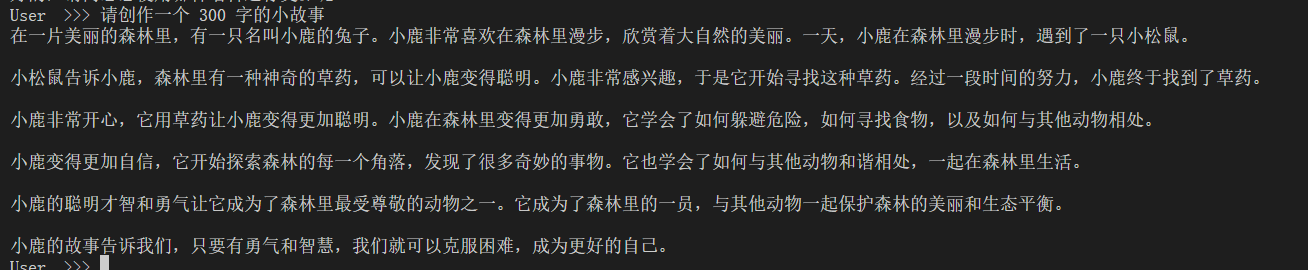 User >>> 请创作一个 300 字的小故事
在一片美丽的森林里，有一只名叫小鹿的兔子。小鹿非常喜欢在森林里漫步，欣赏着大自然的美丽。一天，小鹿在森林里漫步时，遇到了一只小松鼠。
小松鼠告诉小鹿，森林里有一种神奇的草药，可以让小鹿变得聪明。小鹿非常感兴趣，于是它开始寻找这种草药。经过一段时间的努力，小鹿终于找到了草药。
小鹿非常开心，它用草药让小鹿变得更加聪明。小鹿在森林里变得更加勇敢，它学会了如何躲避危险，如何寻找食物，以及如何与其他动物相处。
小鹿变得更加自信，它开始探索森林的每一个角落，发现了很多奇妙的事物。它也学会了如何与其他动物和谐相处，一起在森林里生活。
小鹿的聪明才智和勇气让它成为了森林里最受尊敬的动物之一。它成为了森林里的一员，与其他动物一起保护森林的美丽和生态平衡。
小鹿的故事告诉我们，只要有勇气和智慧，我们就可以克服困难，成为更好的自己。
User >>>